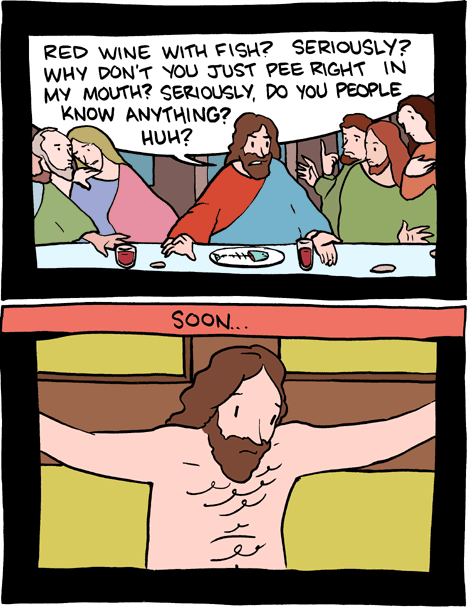 RED WINE WITH FISH? SERIOUSLY?
WHY DON'T YOU JUST PEE RIGHT IN
MY MOUTH? SERIOUSLY, DO YOU PEOPLE
KNOW ANYTHING?
HUH?
SOON...